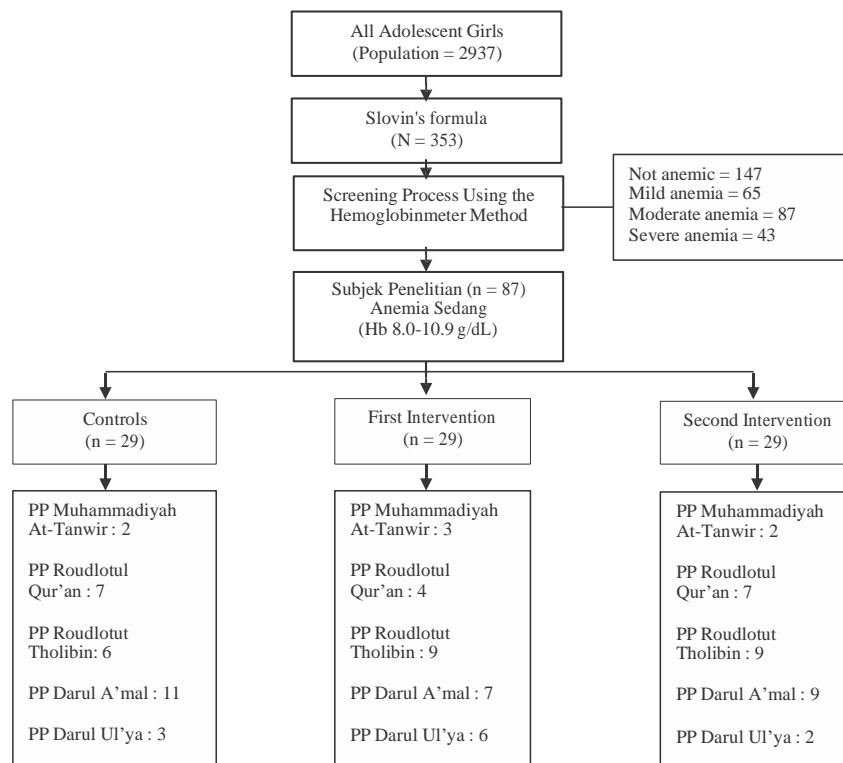 All Adolescent Girls
(Population = 2937)
Slovin's formula
(N = 353)
Screening Process Using the
Hemoglobinmeter Method
Not anemic = 147
Mild anemia = 65
Moderate anemia = 87
Severe anemia = 43
Subjek Penelitian (n = 87)
Anemia Sedang
(Hb 8.0-10.9 g/dL)
Controls
(n = 29)
First Intervention
(n = 29)
Second Intervention
(n = 29)
PP Muhammadiyah
At-Tanwir : 2
PP Roudlotul
Qur’an : 7
PP Roudlotut
Tholibin: 6
PP Darul A’mal : 11
PP Darul Ul’ya : 3
PP Muhammadiyah
At-Tanwir : 3
PP Roudlotul
Qur’an : 4
PP Roudlotut
Tholibin : 9
PP Darul A’mal : 7
PP Darul Ul’ya : 6
PP Muhammadiyah
At-Tanwir : 2
PP Roudlotul
Qur’an : 7
PP Roudlotut
Tholibin : 9
PP Darul A’mal : 9
PP Darul Ul’ya : 2